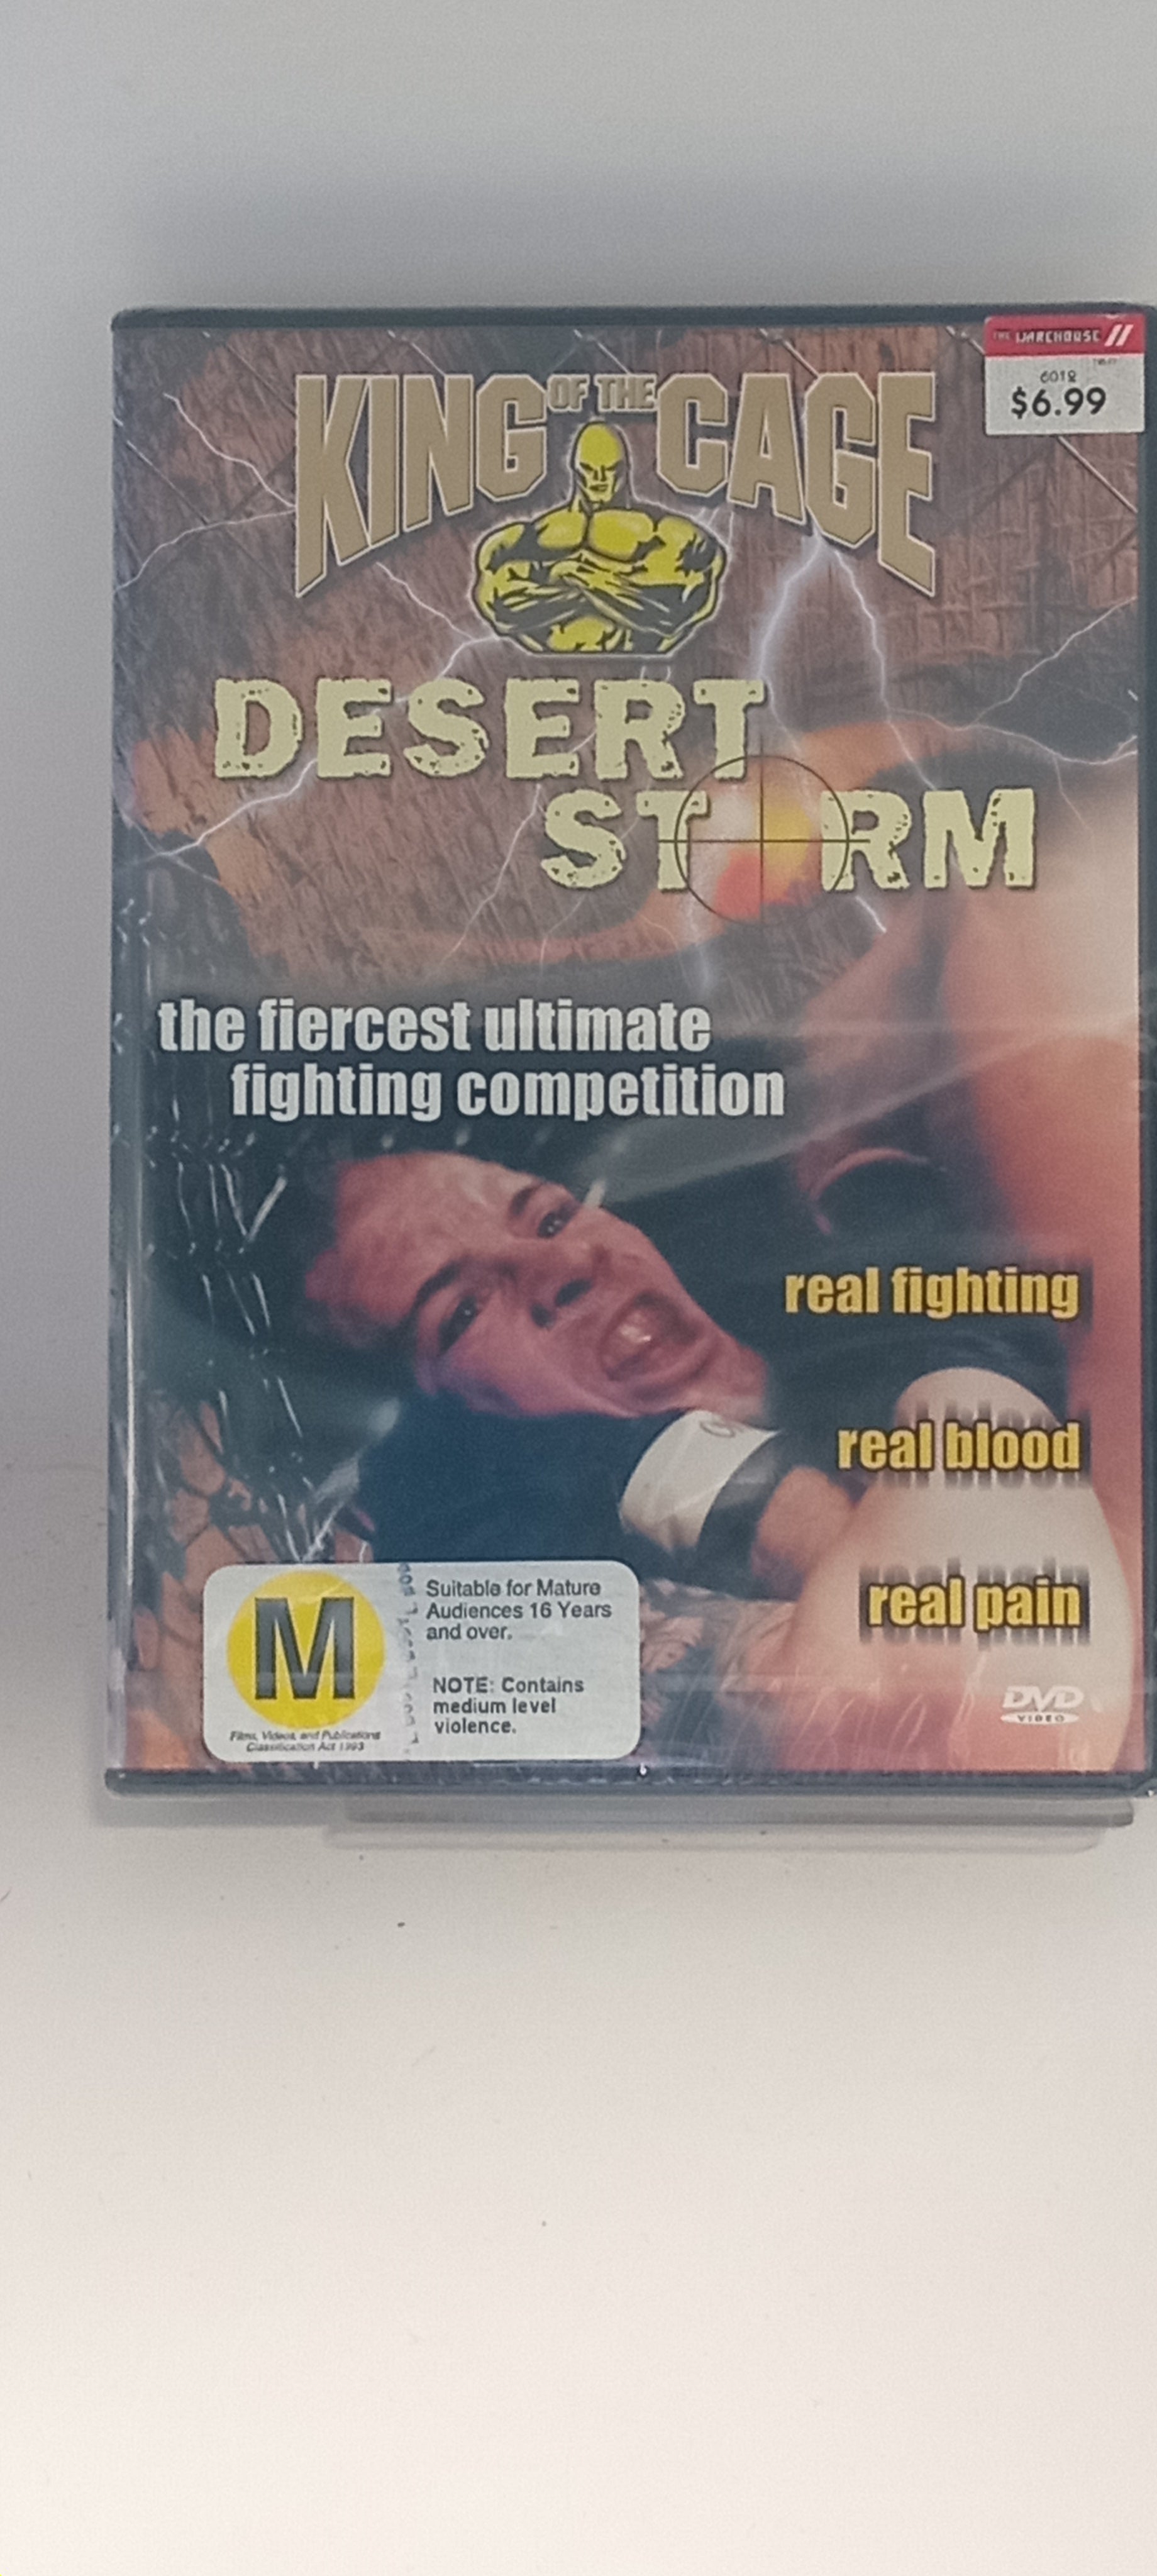 THE WAREHOUSE
6018
$6.99
KING OF THE CAGE
DESERT
STORM
the fiercest ultimate
fighting competition
real fighting
real blood
real pain
M
Films, Videos, and Publications
Classification Act 1993
Suitable for Mature
Audiences 16 Years
and over.
NOTE: Contains
medium level
violence.
DVD
VIDEO